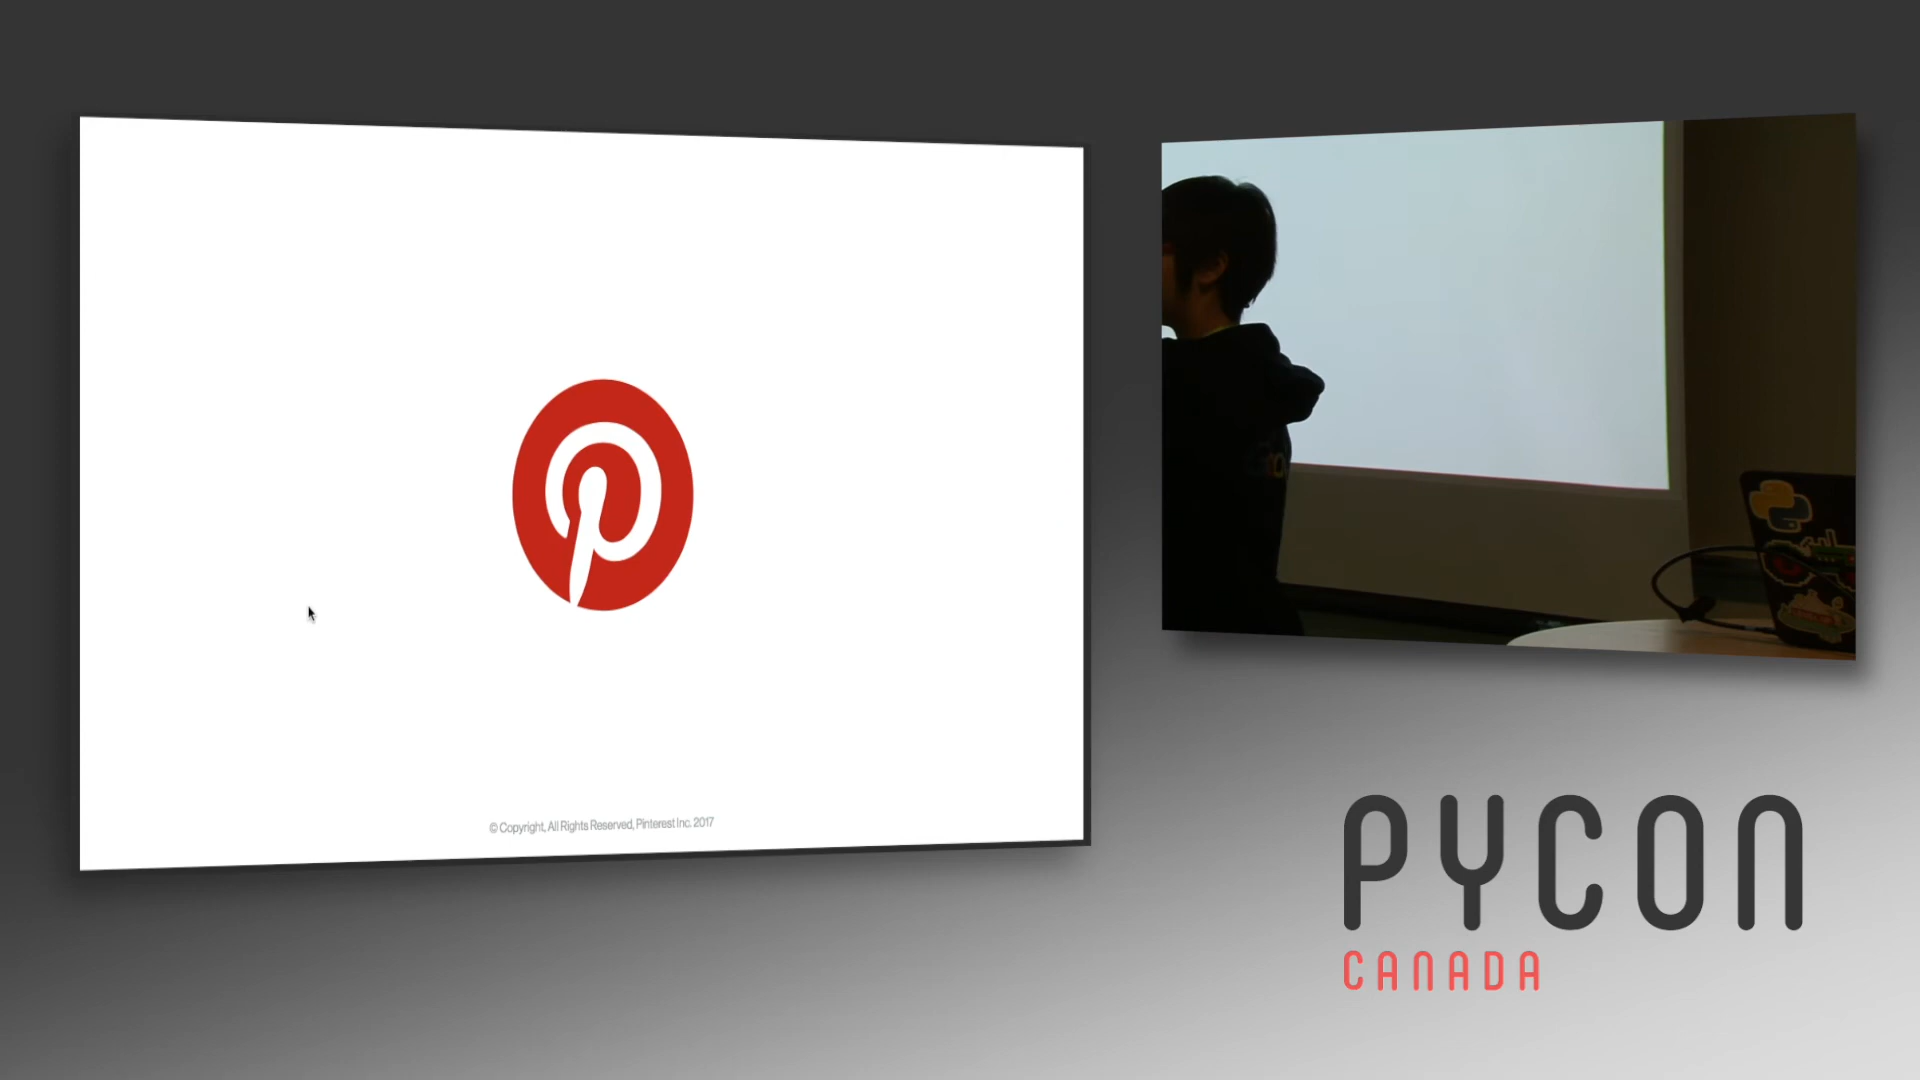 © Copyright, All Rights Reserved, Pinterest Inc. 2017
PYCON
CANADA